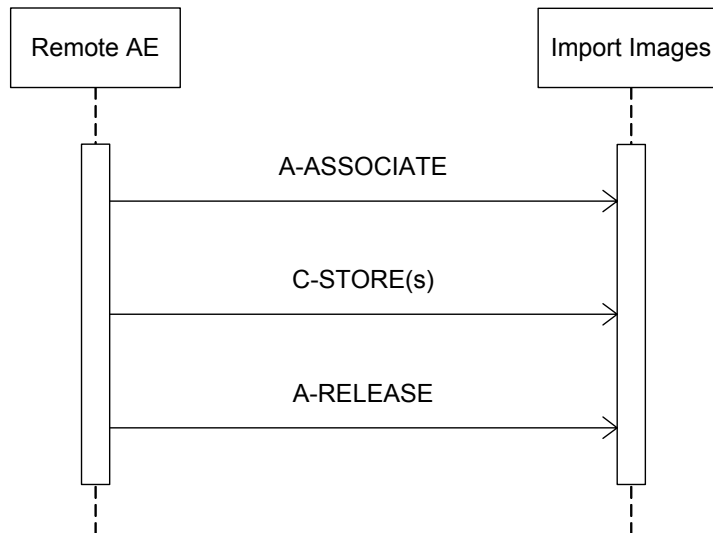 Remote AE
Import Images
A-ASSOCIATE
C-STORE(s)
A-RELEASE